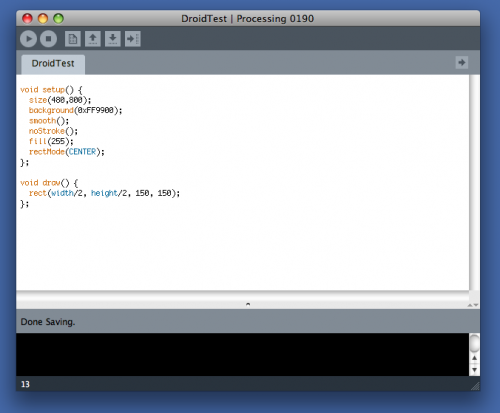 DroidTest | Processing 0190
DroidTest
void setup() {
  size(480,800);
  background(0xFF9900);
  smooth();
  noStroke();
  fill(255);
  rectMode(CENTER);
};

void draw() {
  rect(width/2, height/2, 150, 150);
};
Done Saving.
13